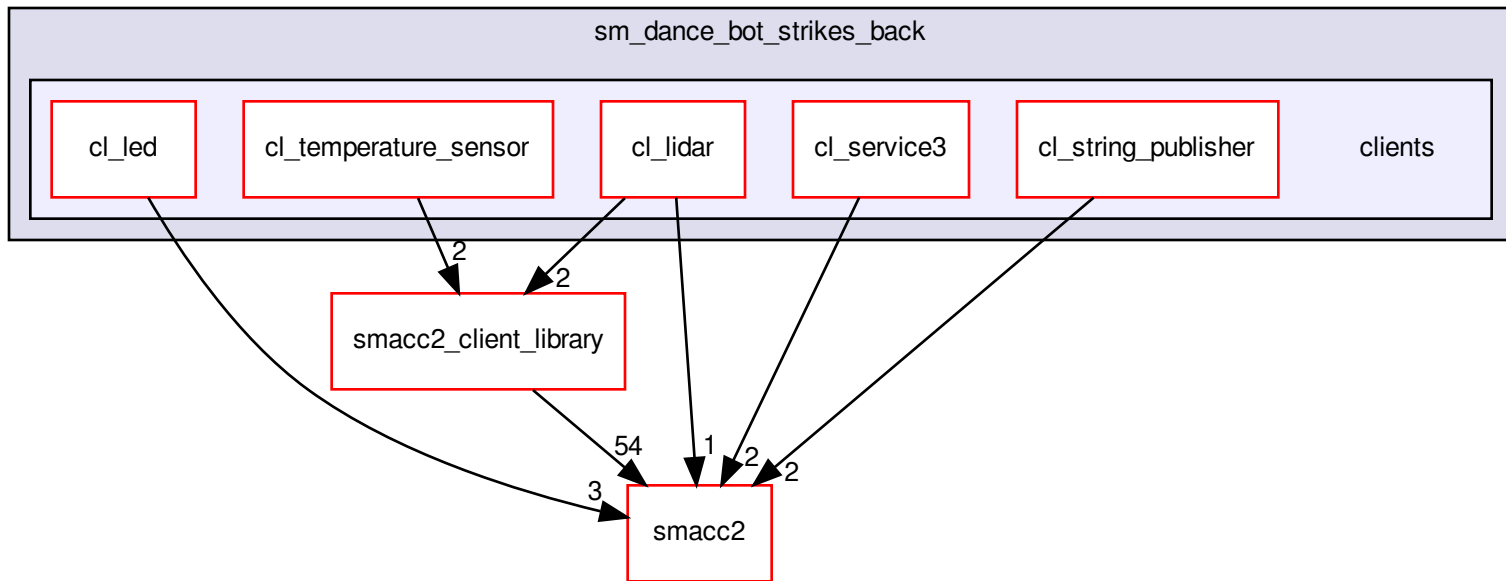 sm_dance_bot_strikes_back
cl_led
cl_temperature_sensor
cl_lidar
cl_service3
cl_string_publisher
clients
2
2
smacc2_client_library
54
1
2
2
3
smacc2